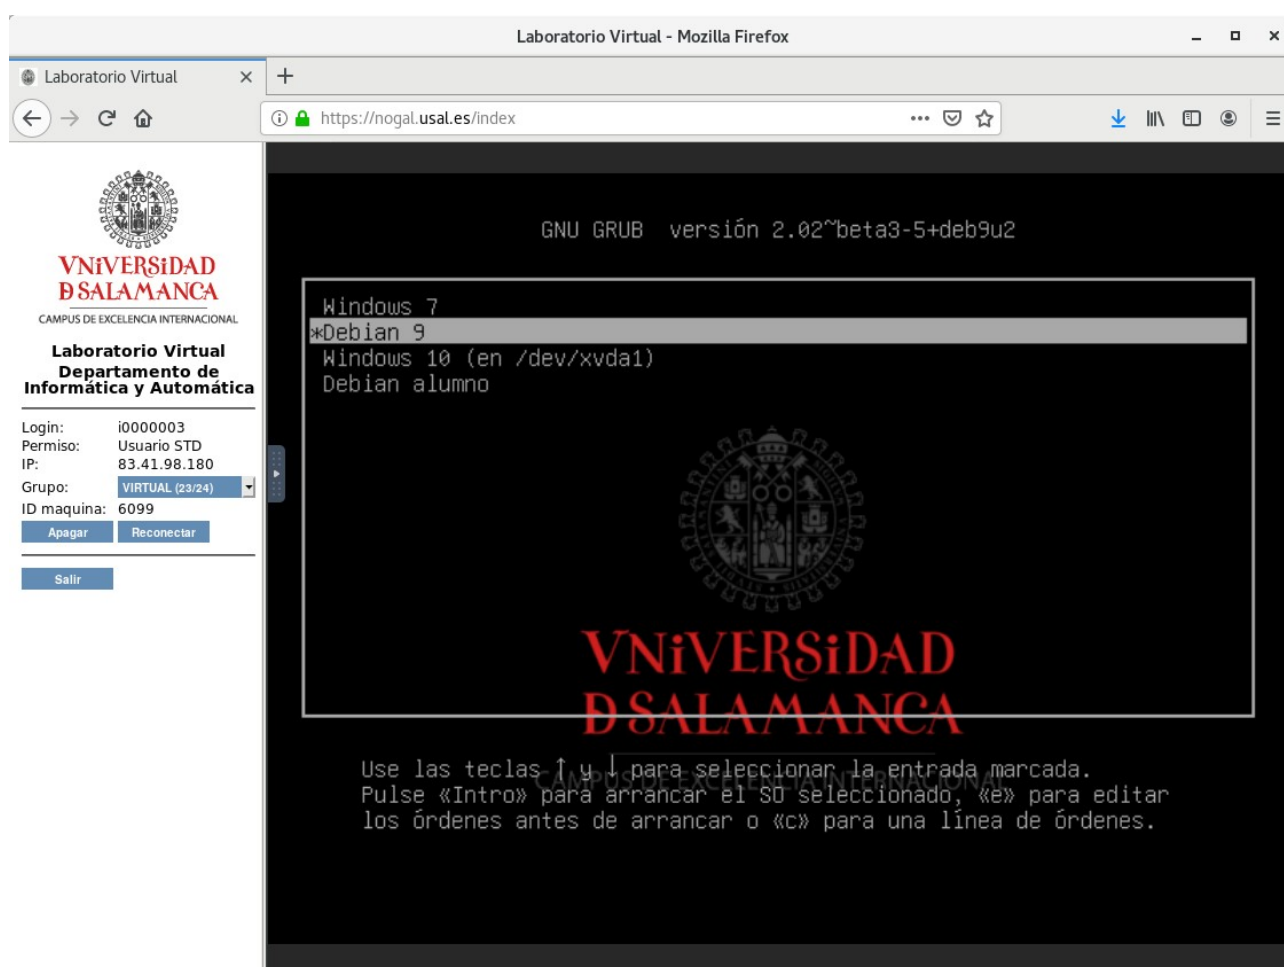 Laboratorio Virtual - Mozilla Firefox
Laboratorio Virtual
https://nogal.usal.es/index
VNiVERSiDAD
D SALAMANCA
CAMPUS DE EXCELENCIA INTERNACIONAL
Laboratorio Virtual
Departamento de
Informática y Automática
Login: i0000003
Permiso: Usuario STD
IP: 83.41.98.180
Grupo: VIRTUAL (23/24)
ID maquina: 6099
Apagar Reconectar
Salir
GNU GRUB versión 2.02~beta3-5+deb9u2
Windows 7
*Debian 9
Windows 10 (en /dev/xvda1)
Debian alumno
VNiVERSiDAD
D SALAMANCA
CAMPUS DE EXCELENCIA INTERNACIONAL
Use las teclas ↑ y ↓ para seleccionar la entrada marcada.
Pulse «Intro» para arrancar el SO seleccionado, «e» para editar
los órdenes antes de arrancar o «c» para una línea de órdenes.